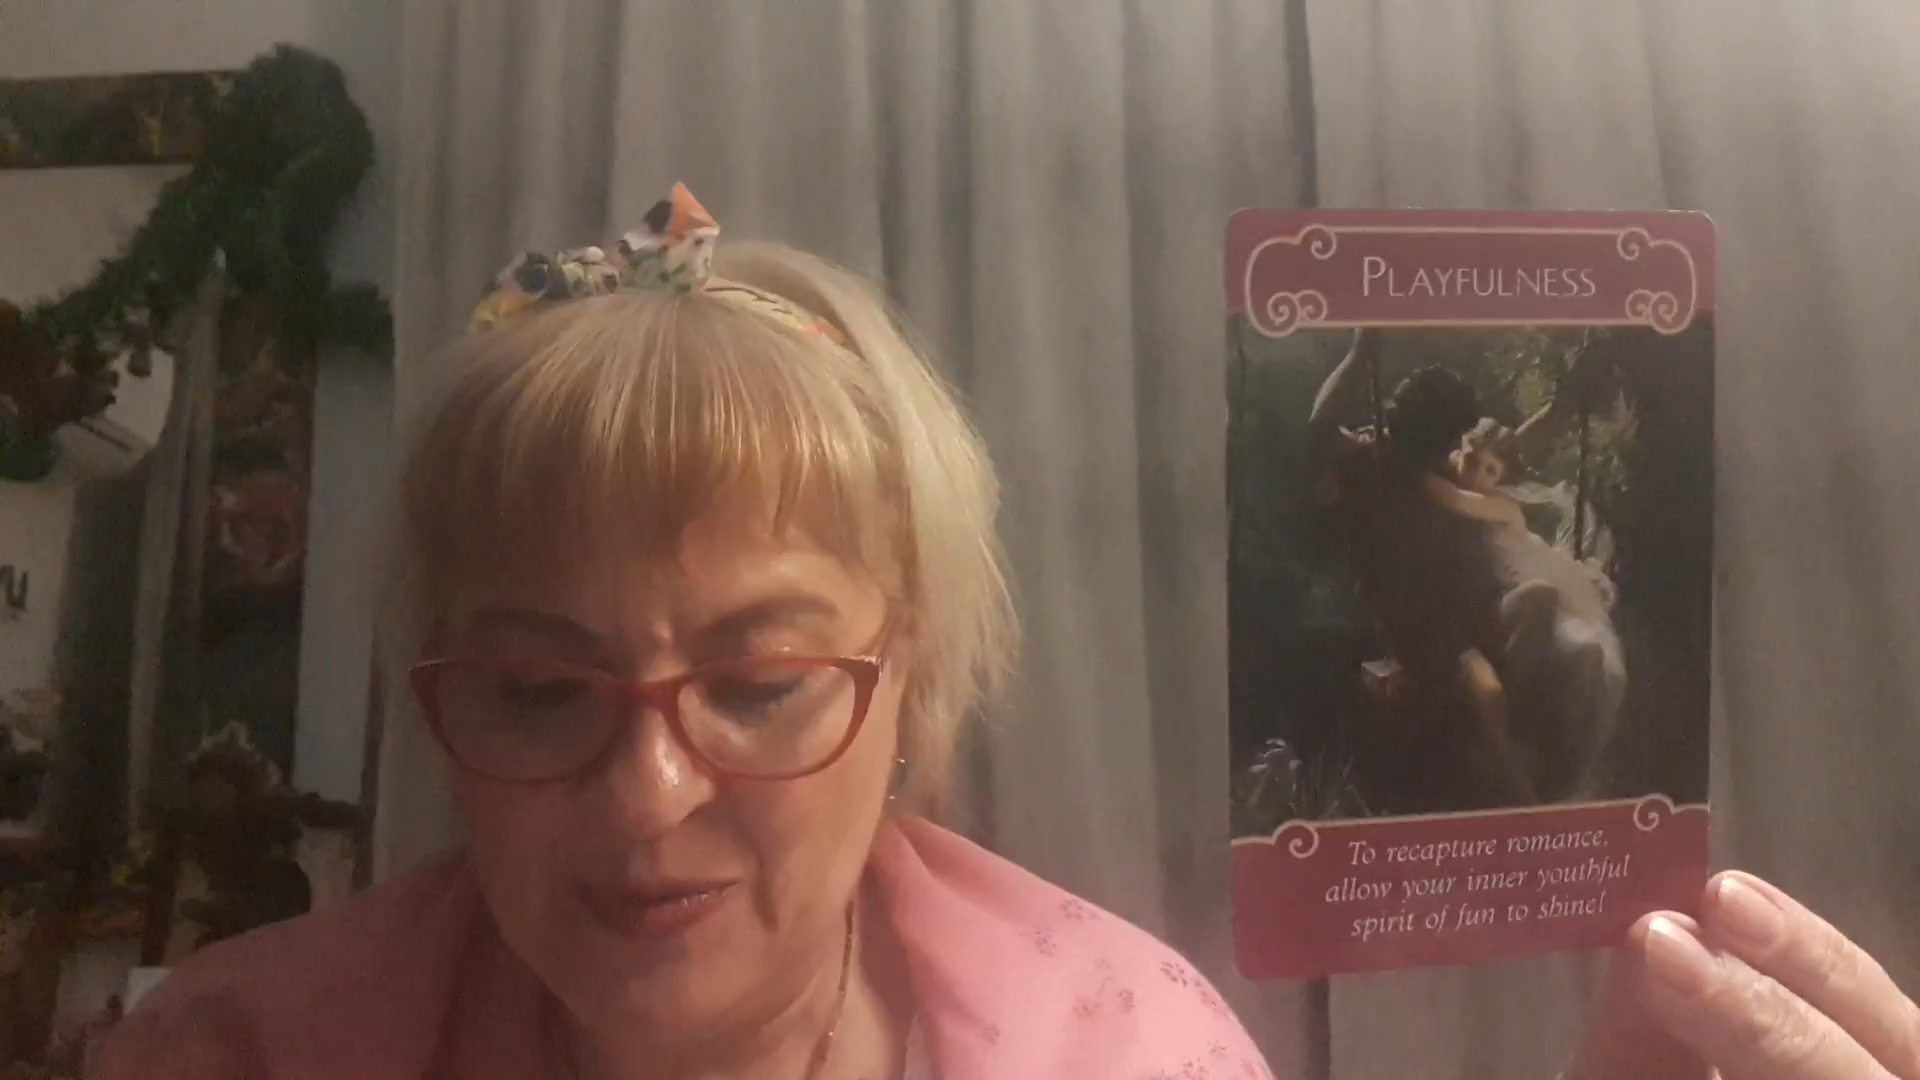 PLAYFULNESS
To recapture romance,
allow your inner youthful
spirit of fun to shine!